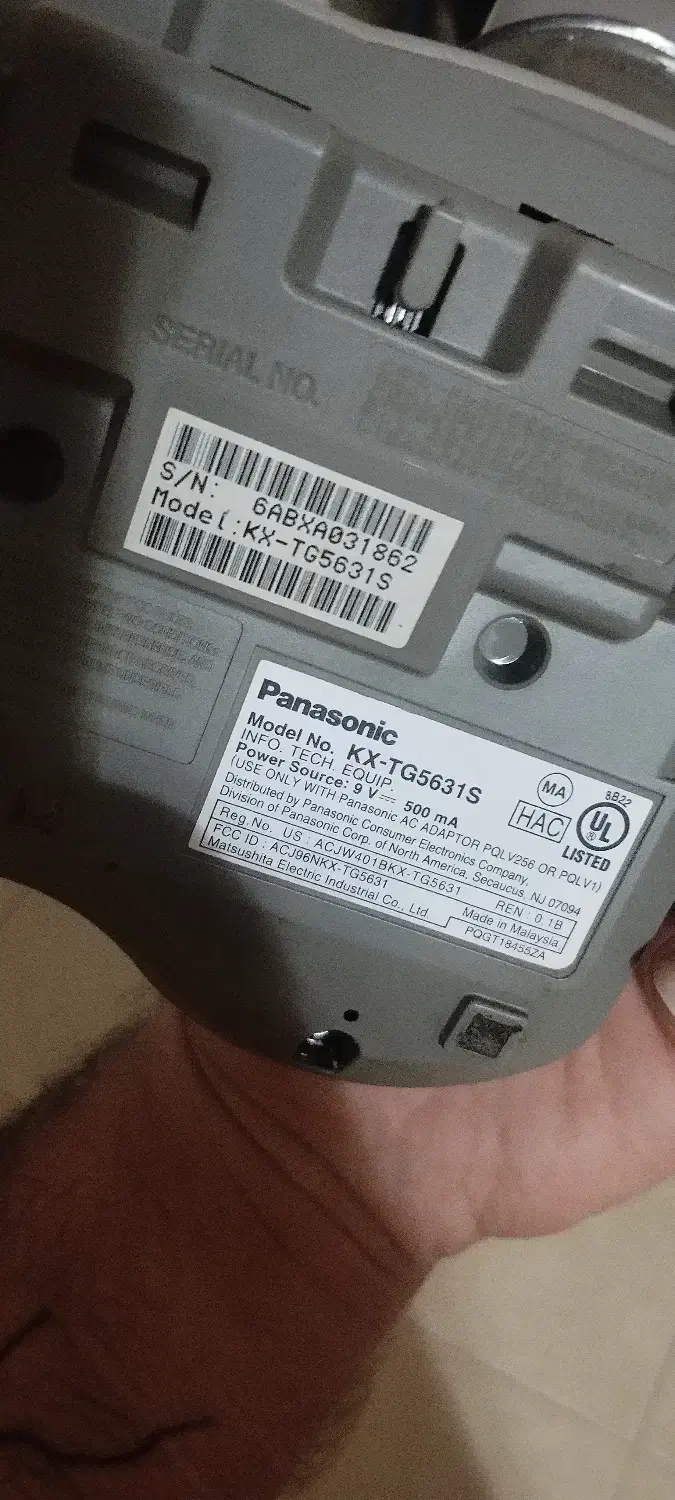 SERIAL NO.
S/N: 6ABXA031862
Model:KX-TG5631S
Panasonic
Model No. KX-TG5631S
INFO. TECH. EQUIP.
Power Source: 9 V⎓ 500 mA
(USE ONLY WITH Panasonic AC ADAPTOR PQLV256 OR PQLV1)
Distributed by Panasonic Consumer Electronics Company,
Division of Panasonic Corp. of North America, Secaucus, NJ 07094
Reg.No. US : ACJW401BKX-TG5631 REN : 0.1B
FCC ID : ACJ96NKX-TG5631
Matsushita Electric Industrial Co., Ltd.
Made in Malaysia
PQGT18455ZA
MA
HAC
8B22
UL
LISTED